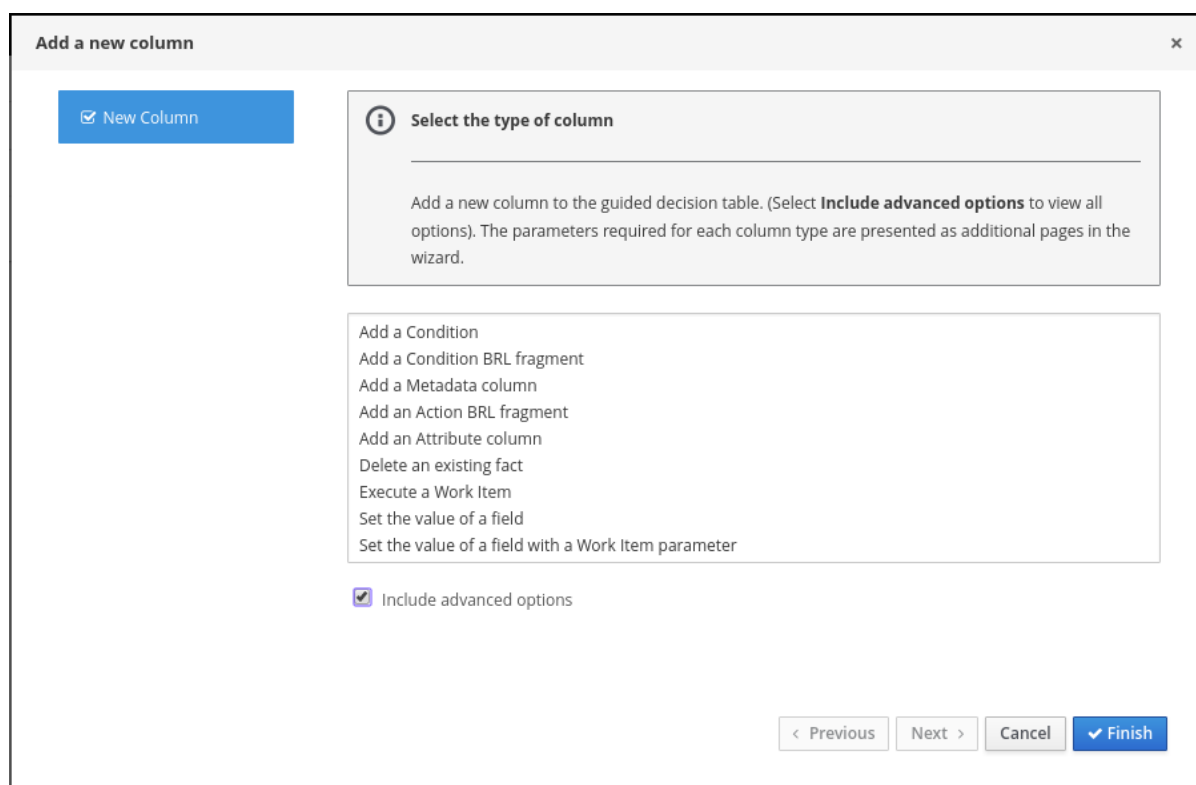 Add a new column
×
New Column
Select the type of column
Add a new column to the guided decision table. (Select Include advanced options to view all
options). The parameters required for each column type are presented as additional pages in the
wizard.
Add a Condition
Add a Condition BRL fragment
Add a Metadata column
Add an Action BRL fragment
Add an Attribute column
Delete an existing fact
Execute a Work Item
Set the value of a field
Set the value of a field with a Work Item parameter
Include advanced options
< Previous Next > Cancel Finish